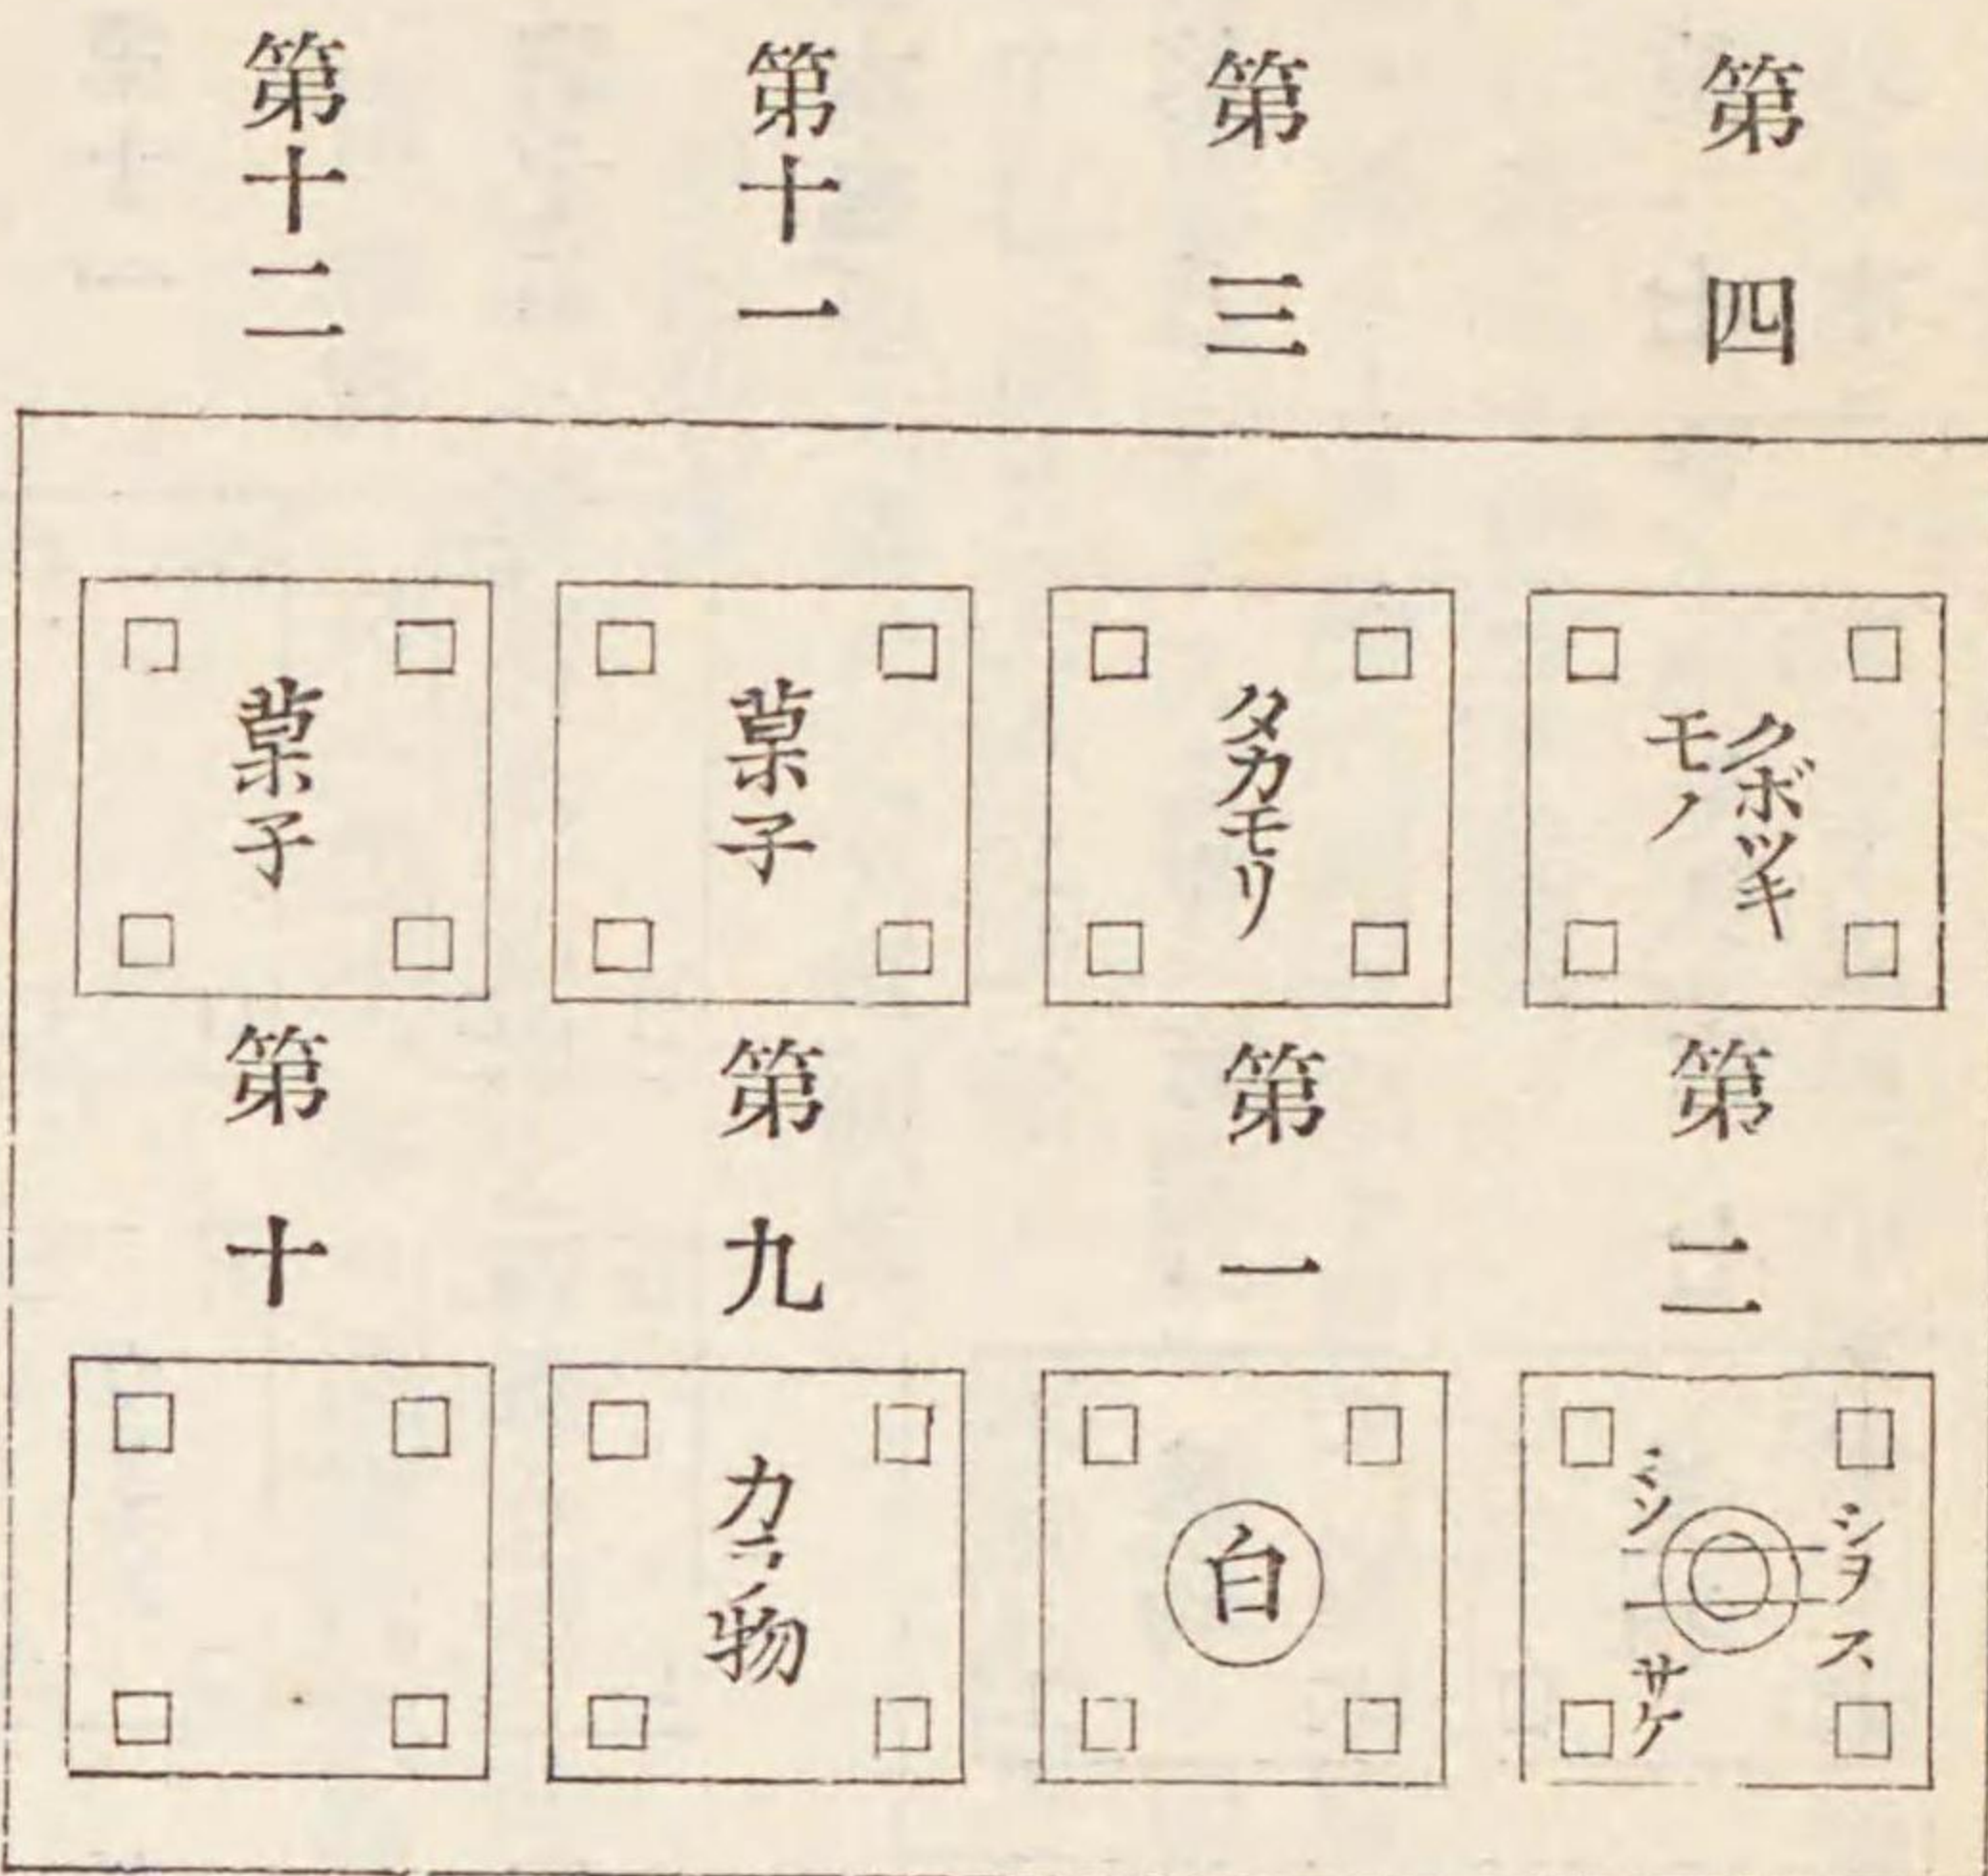 第四
第三
第十一
第十二
クボツキ
モノ
タカモリ
菓子
菓子
第二
第一
第九
第十
シヲ
ス
ミソ
サケ
白
物